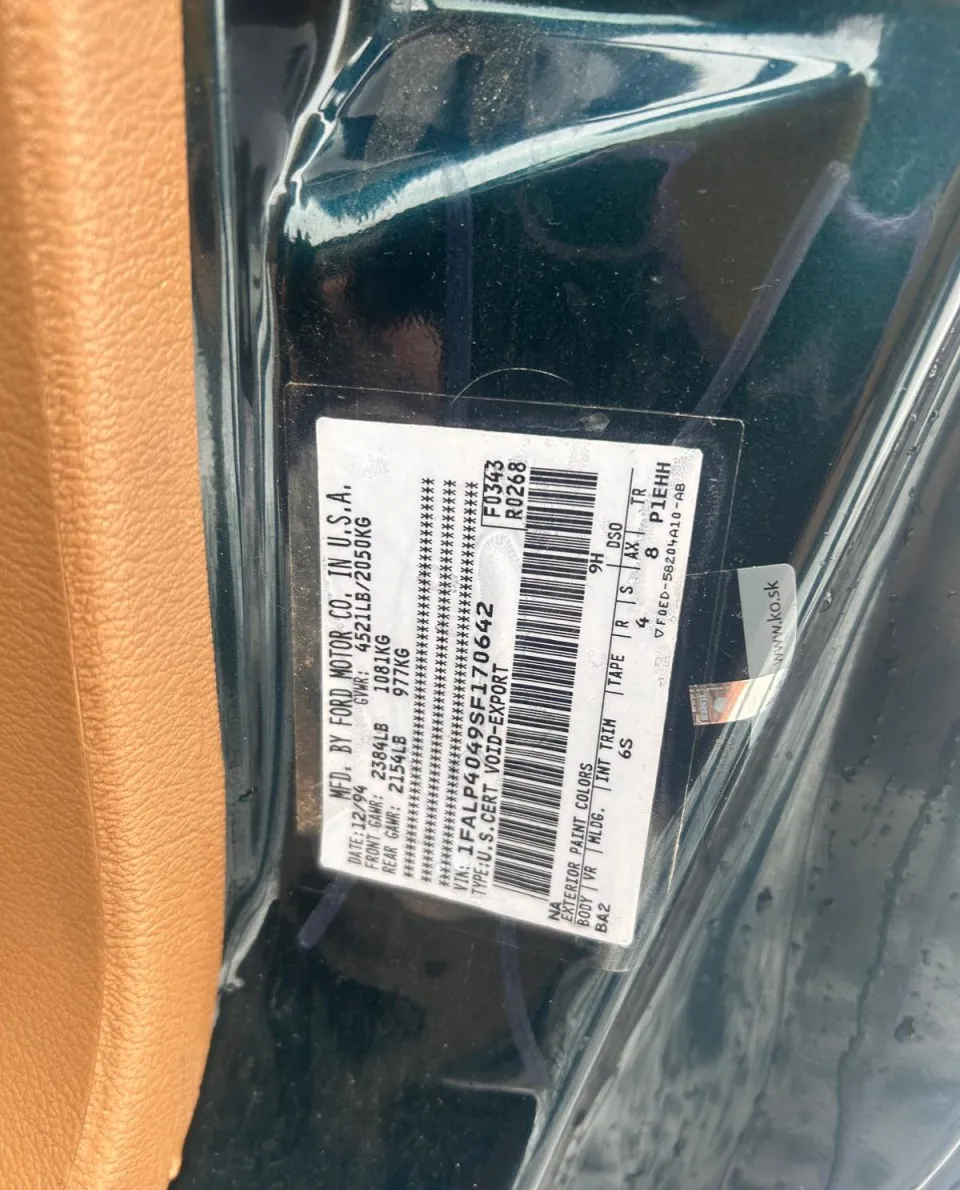 MFD. BY FORD MOTOR CO. IN U.S.A.
DATE:12/94 GVWR: 4521LB/2050KG
FRONT GAWR: 2384LB 1081KG
REAR GAWR: 2154LB 977KG
VIN: 1FALP4049SF170642
TYPE:U.S.CERT VOID-EXPORT
F0343
R0268
NA 9H
EXTERIOR PAINT COLORS DSO
BODY VR MLDG. INT TRIM TAPE R S AX TR
BA2 6S 4 8 P1EHH
▽F0ED-58204A10-AB
www.ko.sk